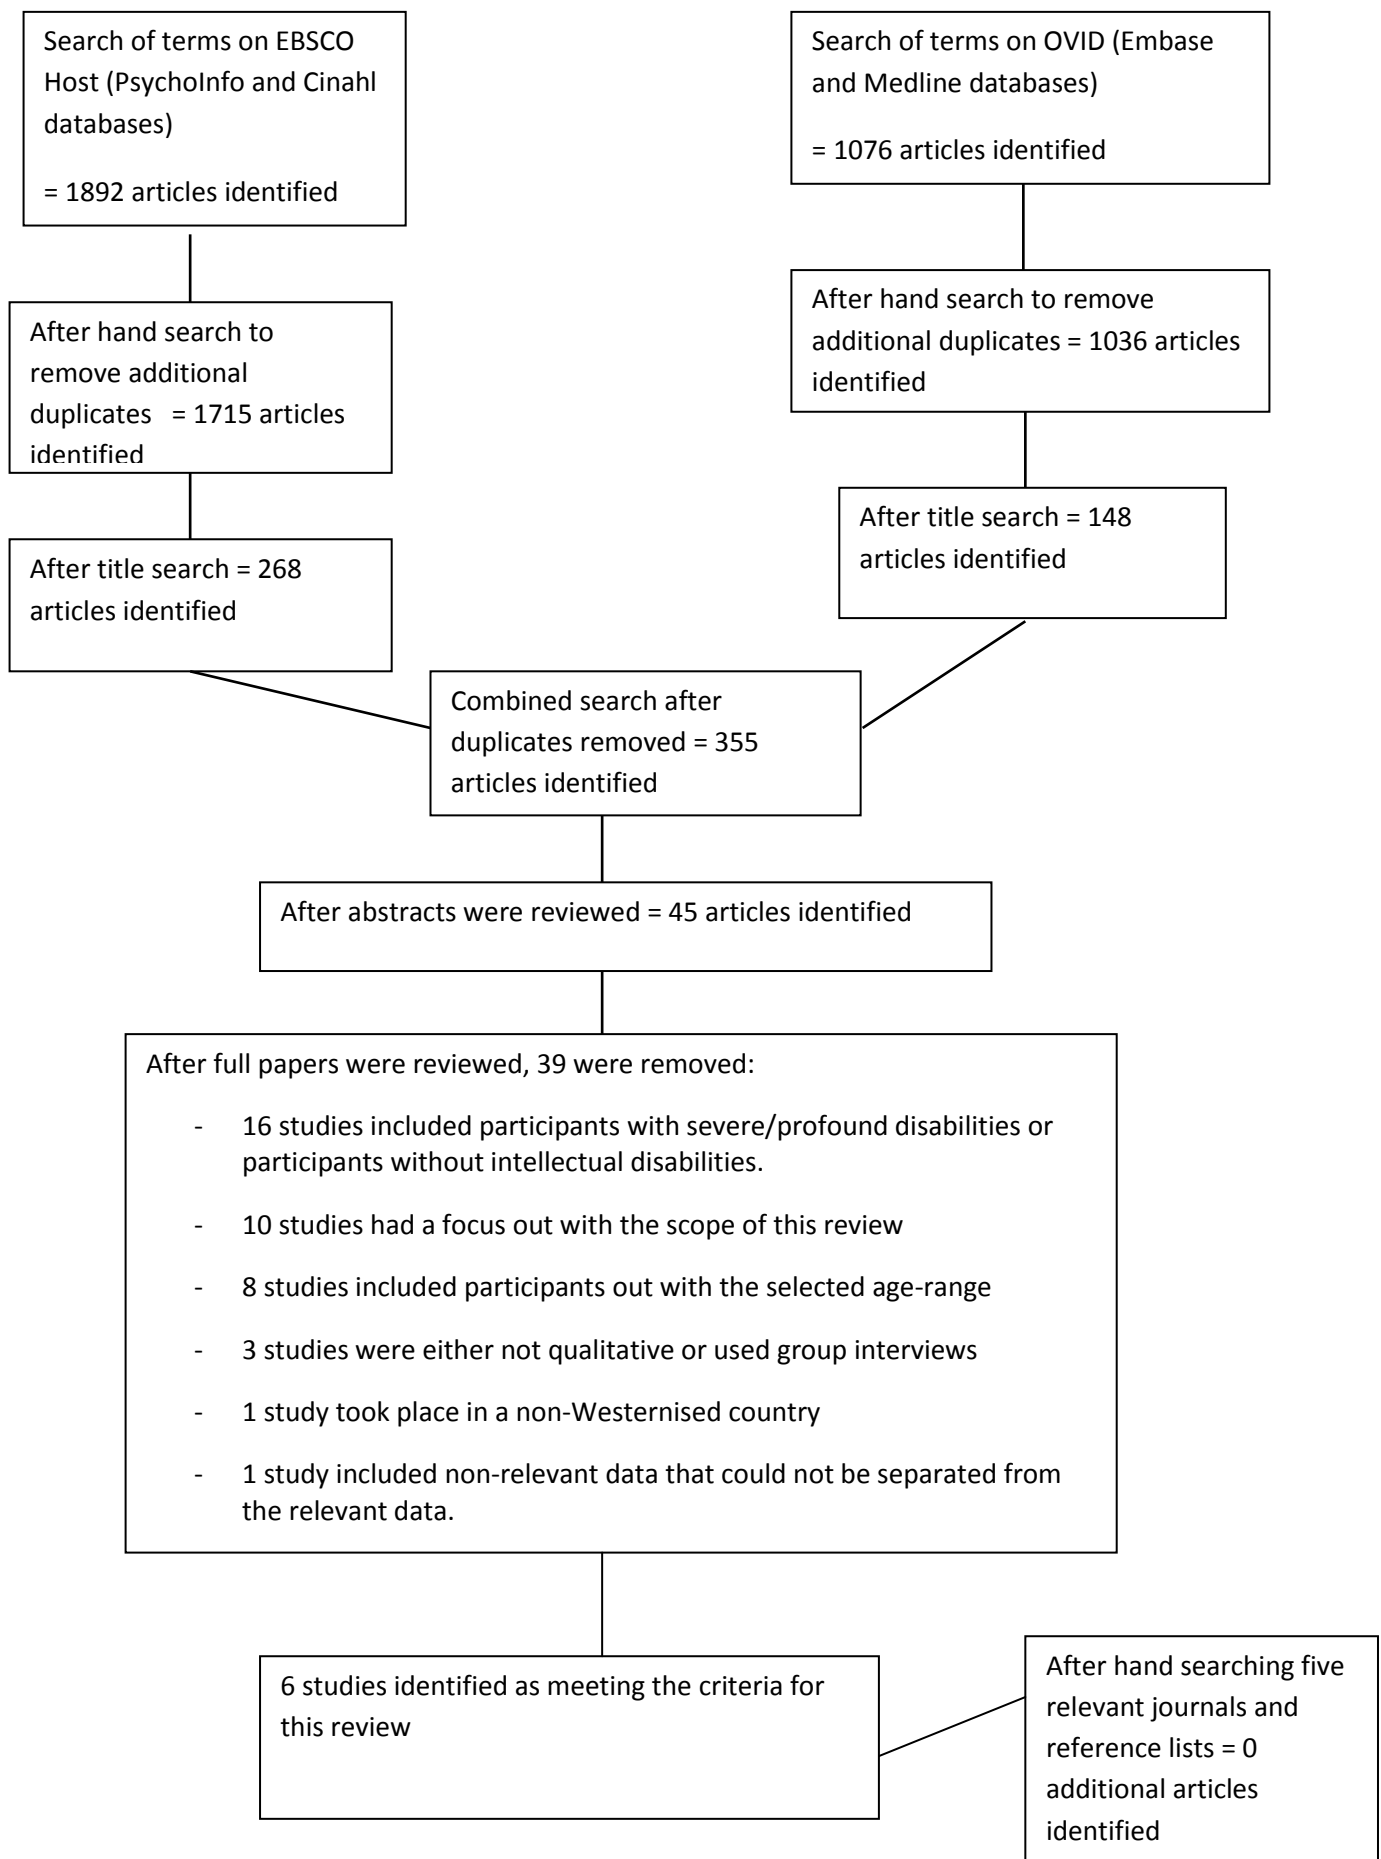 Search of terms on EBSCO
Host (PsychoInfo and Cinahl
databases)
= 1892 articles identified
Search of terms on OVID (Embase
and Medline databases)
= 1076 articles identified
After hand search to
remove additional
duplicates   = 1715 articles
identified
After hand search to remove
additional duplicates = 1036 articles
identified
After title search = 268
articles identified
After title search = 148
articles identified
Combined search after
duplicates removed = 355
articles identified
After abstracts were reviewed = 45 articles identified
After full papers were reviewed, 39 were removed:
- 16 studies included participants with severe/profound disabilities or
participants without intellectual disabilities.
- 10 studies had a focus out with the scope of this review
- 8 studies included participants out with the selected age-range
- 3 studies were either not qualitative or used group interviews
- 1 study took place in a non-Westernised country
- 1 study included non-relevant data that could not be separated from
the relevant data.
6 studies identified as meeting the criteria for
this review
After hand searching five
relevant journals and
reference lists = 0
additional articles
identified